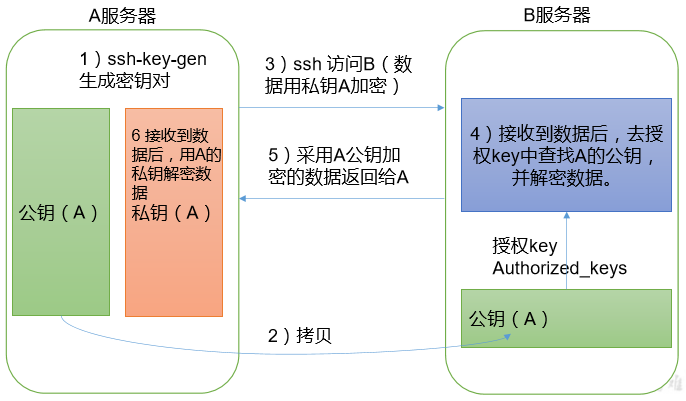 A服务器
B服务器
1）ssh-key-gen
生成密钥对
3）ssh 访问B（数
据用私钥A加密）
公钥（A）
6 接收到数
据后，用A的
私钥解密数
据
私钥（A）
5）采用A公钥加
密的数据返回给A
4）接收到数据后，去授
权key中查找A的公钥，
并解密数据。
授权key
Authorized_keys
公钥（A）
2）拷贝